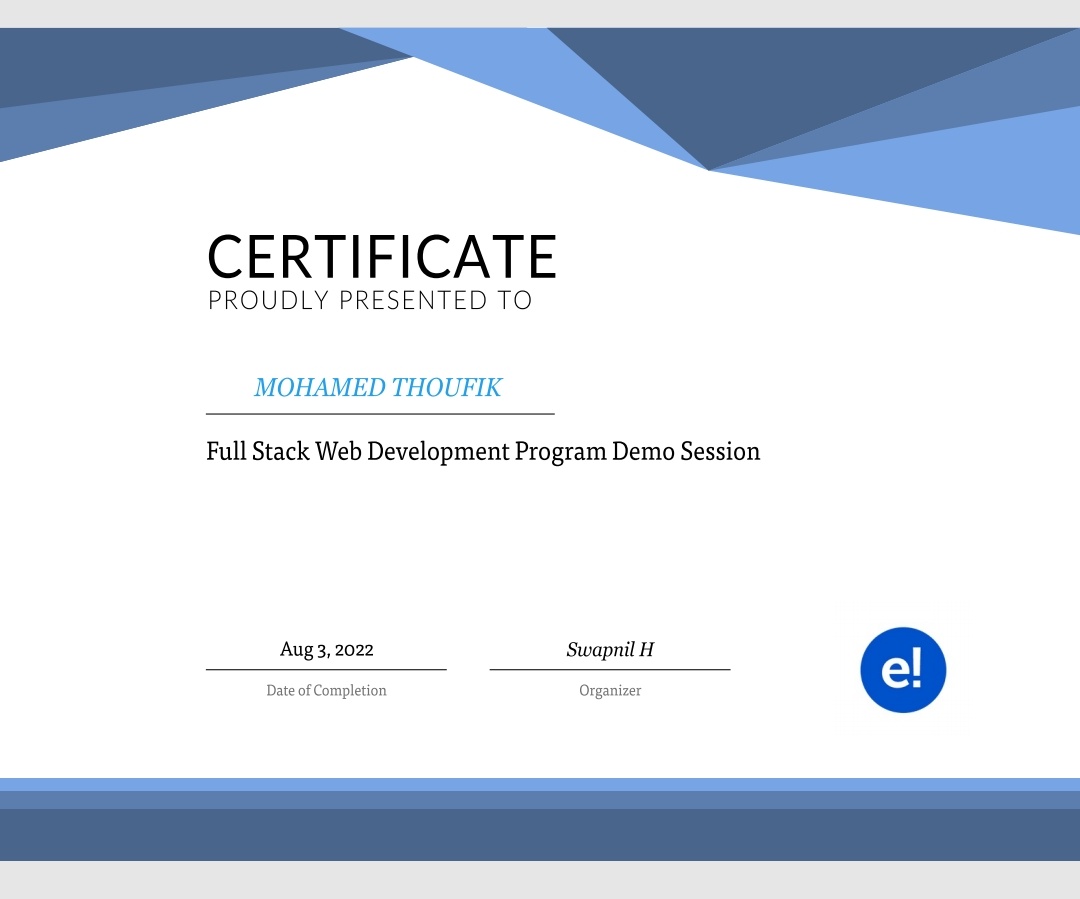 CERTIFICATE
PROUDLY PRESENTED TO
MOHAMED THOUFIK
Full Stack Web Development Program Demo Session
Aug 3, 2022
Date of Completion
Swapnil H
Organizer
e!